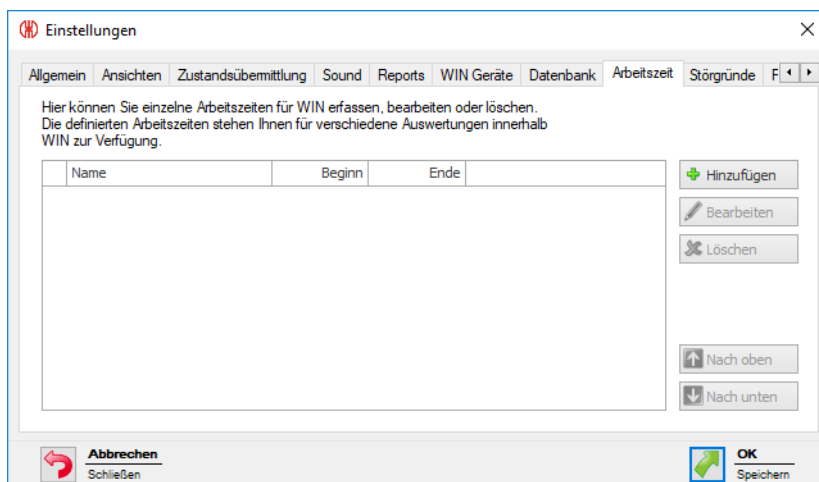 Einstellungen
Allgemein Ansichten Zustandsübermittlung Sound Reports WIN Geräte Datenbank Arbeitszeit Störgründe F
Hier können Sie einzelne Arbeitszeiten für WIN erfassen, bearbeiten oder löschen.
Die definierten Arbeitszeiten stehen Ihnen für verschiedene Auswertungen innerhalb
WIN zur Verfügung.
Name Beginn Ende
Hinzufügen
Bearbeiten
Löschen
Nach oben
Nach unten
Abbrechen
Schließen
OK
Speichern